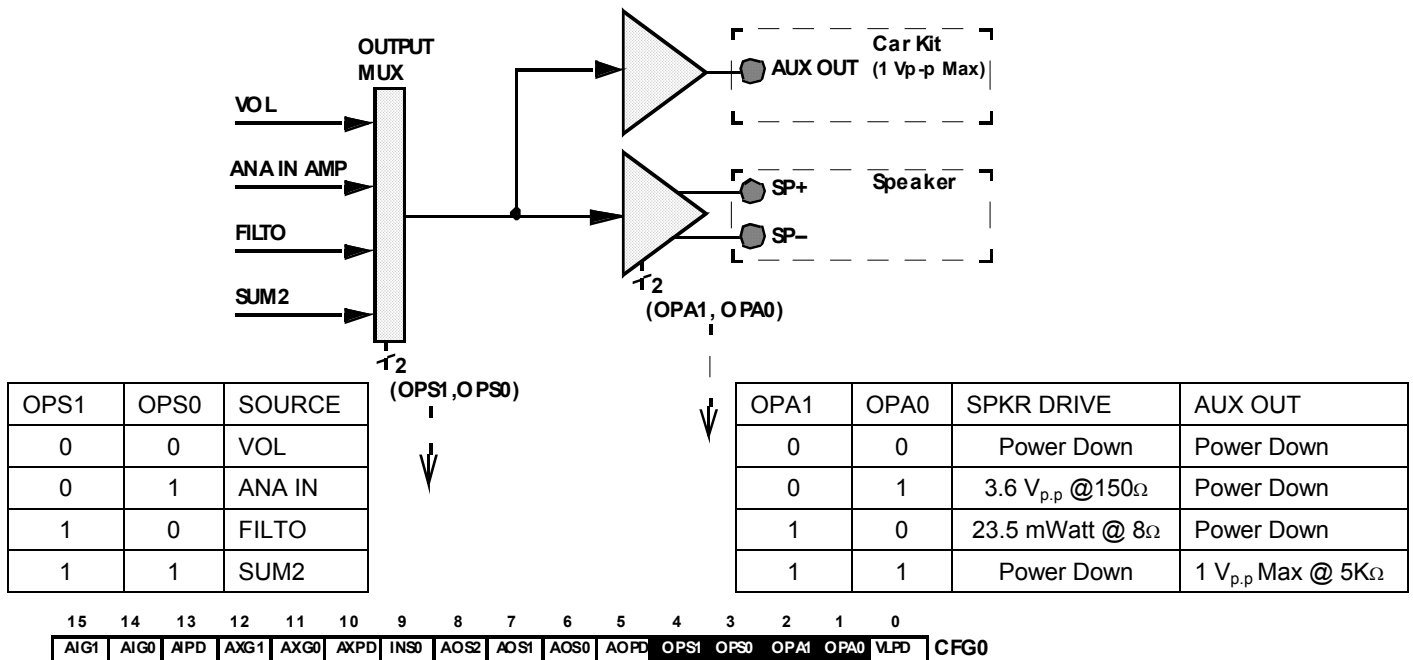 OUTPUT
MUX
VOL
ANA IN AMP
FILTO
SUM2
2
(OPS1,OPS0)
Car Kit
AUX OUT (1 Vp-p Max)
Speaker
SP+
SP–
2
(OPA1, OPA0)
OPS1 OPS0 SOURCE
0 0 VOL
0 1 ANA IN
1 0 FILTO
1 1 SUM2
OPA1 OPA0 SPKR DRIVE AUX OUT
0 0 Power Down Power Down
0 1 3.6 Vp.p @150Ω Power Down
1 0 23.5 mWatt @ 8Ω Power Down
1 1 Power Down 1 Vp.p Max @ 5KΩ
15 14 13 12 11 10 9 8 7 6 5 4 3 2 1 0
AIG1 AIG0 AIPD AXG1 AXG0 AXPD INS0 AOS2 AOS1 AOS0 AOPD OPS1 OPS0 OPA1 OPA0 VLPD CFG0